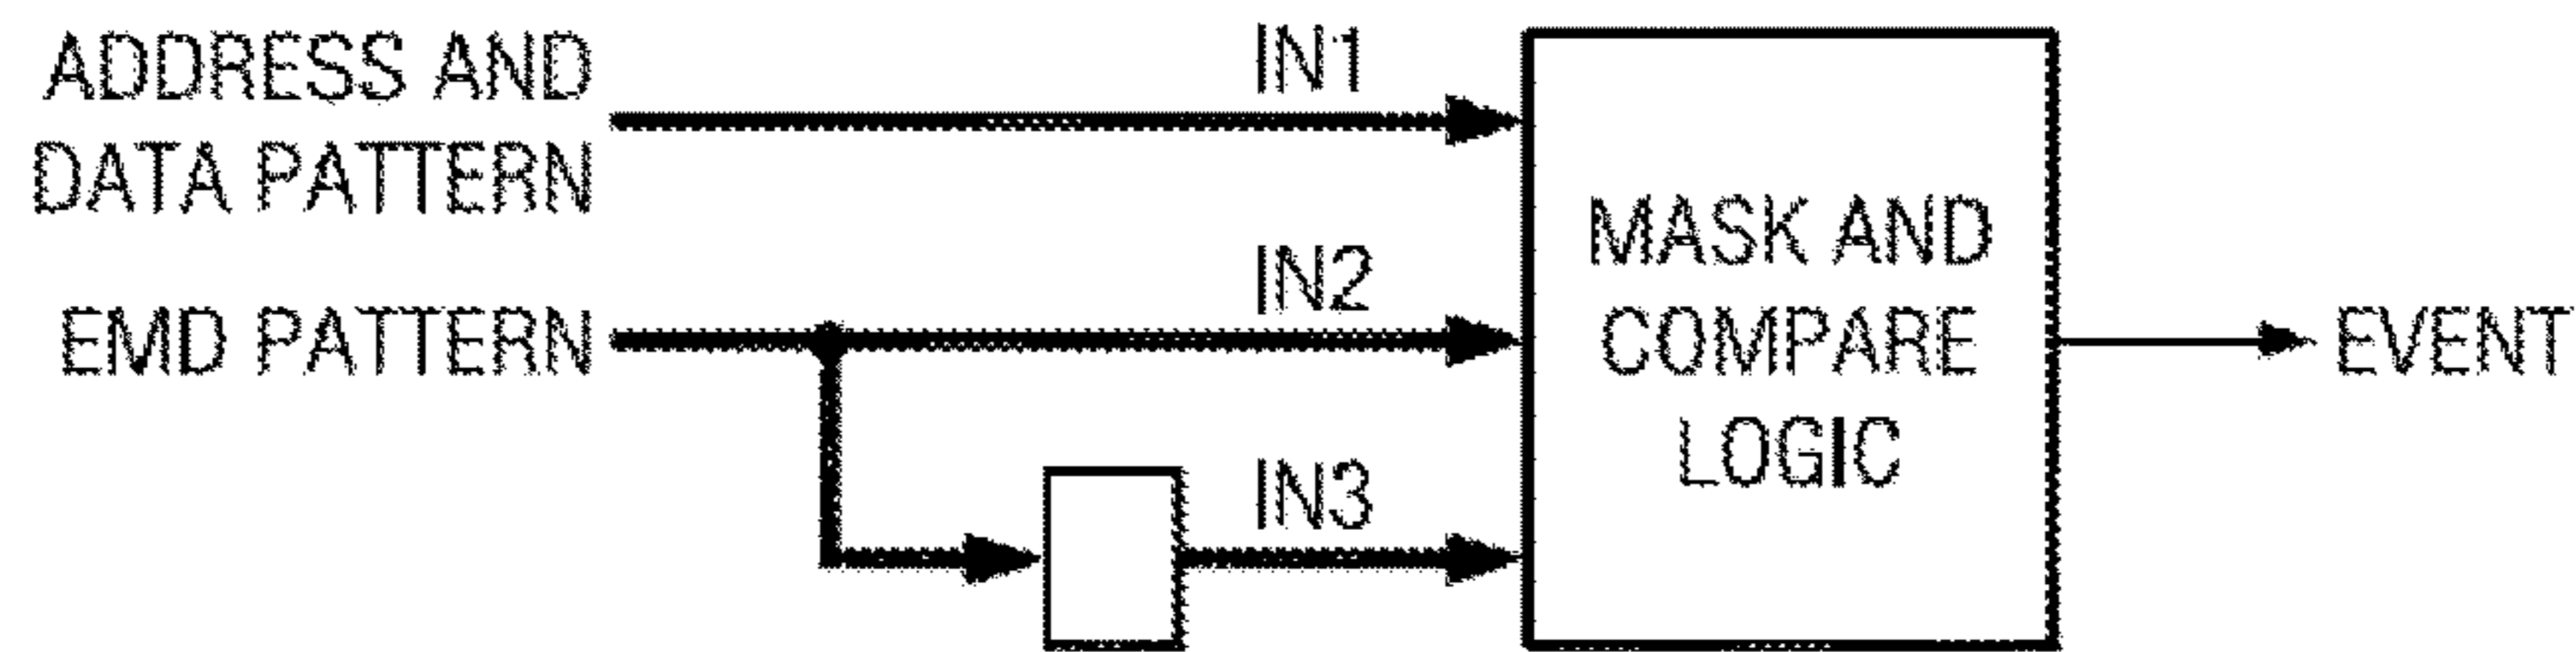 ADDRESS AND
DATA PATTERN
IN1
EMD PATTERN
IN2
IN3
MASK AND
COMPARE
LOGIC
EVENT